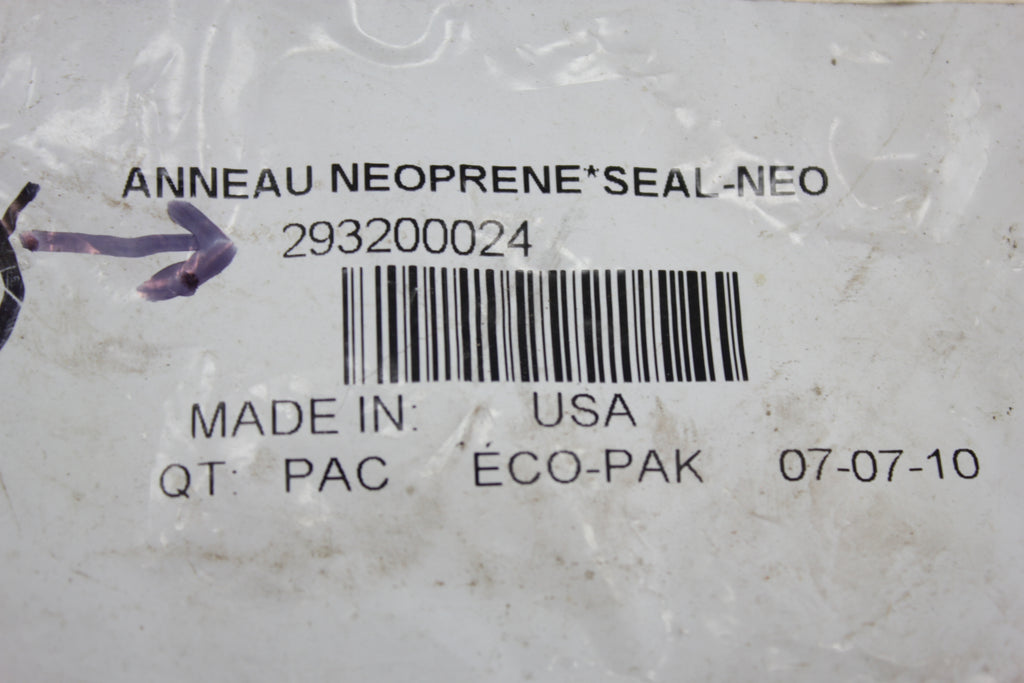 ANNEAU NEOPRENE*SEAL-NEO
293200024
MADE IN: USA
QT: PAC ÉCO-PAK 07-07-10